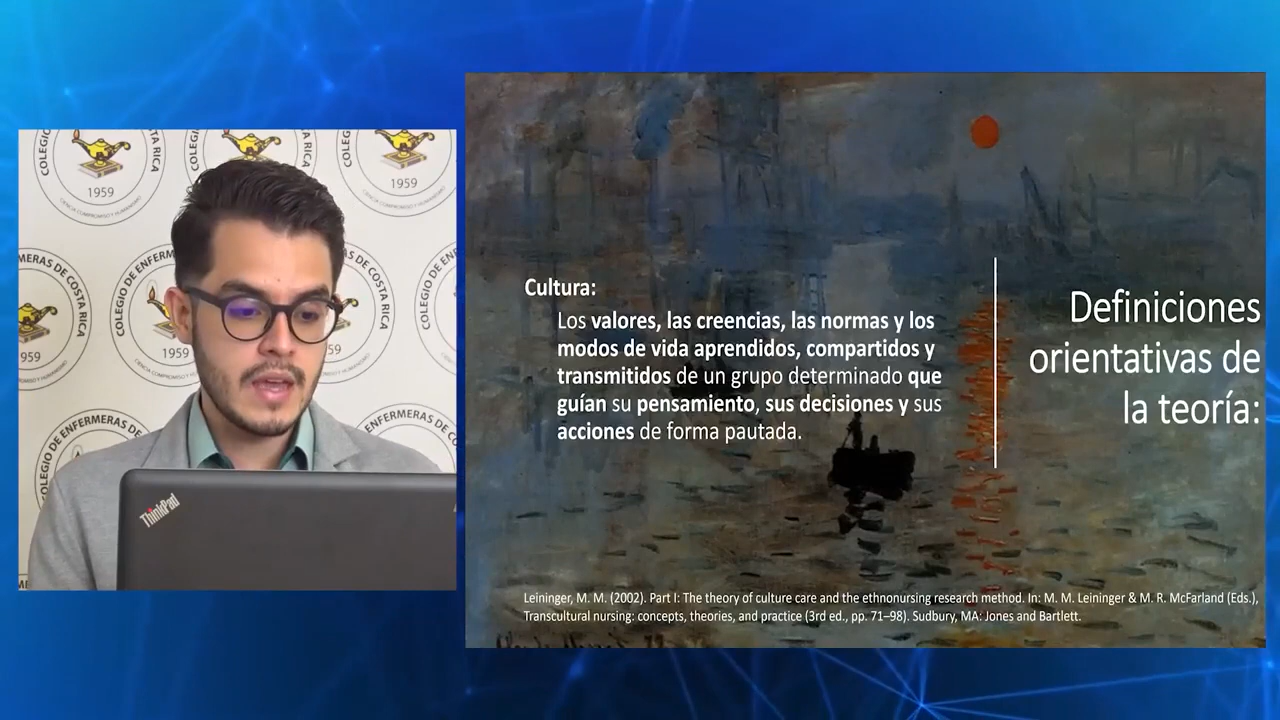 COLEGIO DE ENFERMERAS DE COSTA RICA
1959
CIENCIA COMPROMISO Y HUMANISMO
ThinkPad
Cultura:
Los valores, las creencias, las normas y los
modos de vida aprendidos, compartidos y
transmitidos de un grupo determinado que
guían su pensamiento, sus decisiones y sus
acciones de forma pautada.
Definiciones
orientativas de
la teoría:
Leininger, M. M. (2002). Part I: The theory of culture care and the ethnonursing research method. In: M. M. Leininger & M. R. McFarland (Eds.),
Transcultural nursing: concepts, theories, and practice (3rd ed., pp. 71–98). Sudbury, MA: Jones and Bartlett.